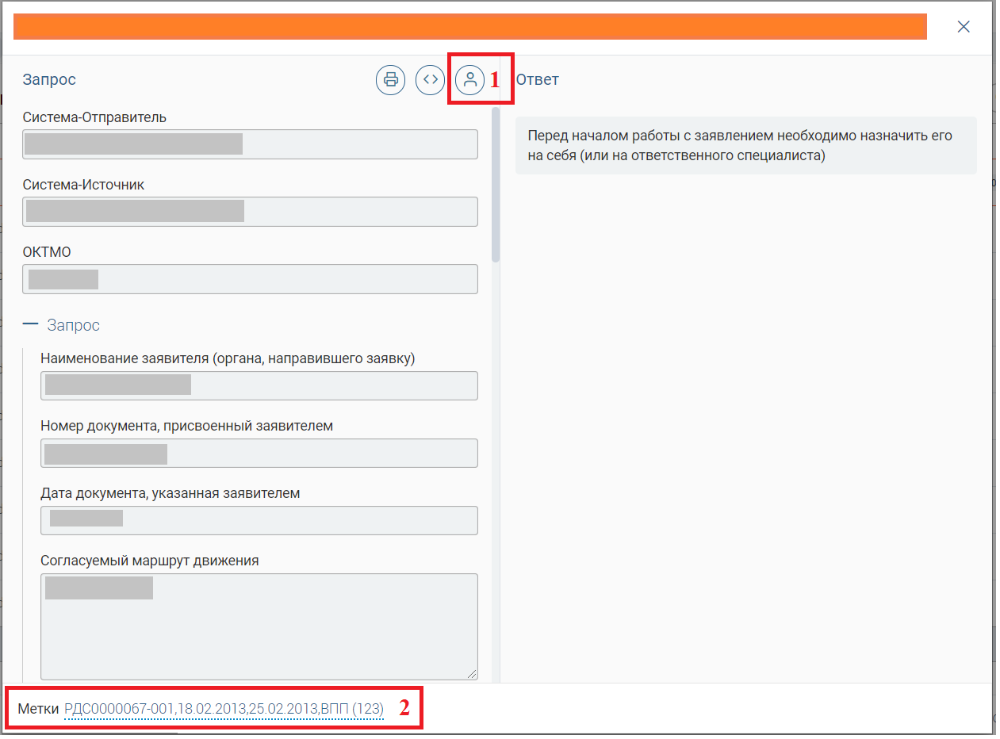 Запрос
1
Ответ
Система-Отправитель
Перед началом работы с заявлением необходимо назначить его
на себя (или на ответственного специалиста)
Система-Источник
ОКТМО
Запрос
Наименование заявителя (органа, направившего заявку)
Номер документа, присвоенный заявителем
Дата документа, указанная заявителем
Согласуемый маршрут движения
Метки РДС0000067-001,18.02.2013,25.02.2013,ВПП (123) 2